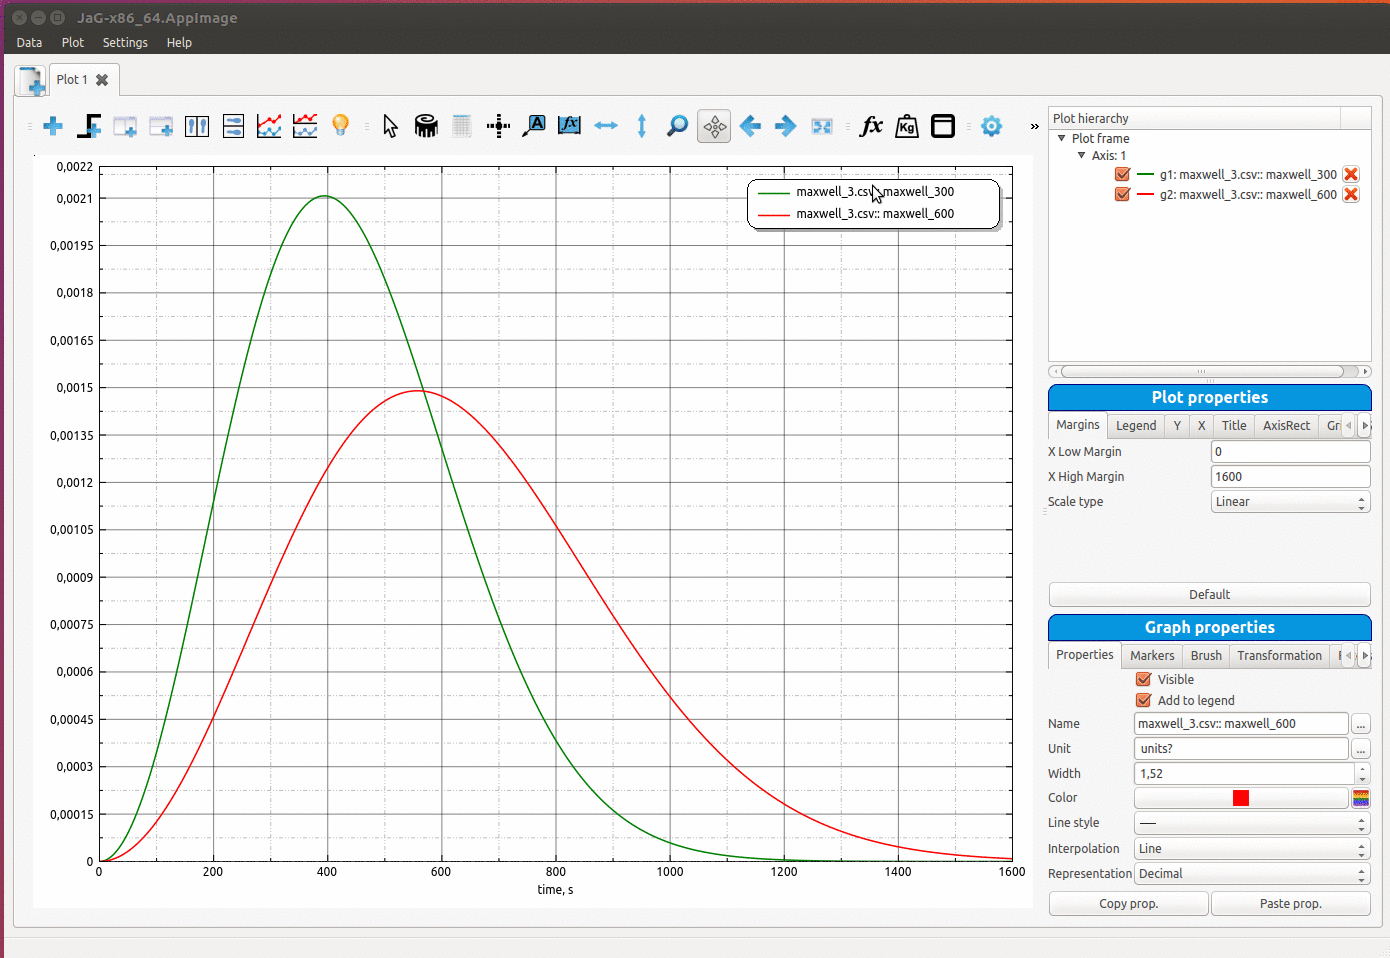 JaG-x86_64.AppImage
Data Plot Settings Help
Plot 1
A fx fx Kg »
Plot hierarchy
Plot frame
Axis: 1
g1: maxwell_3.csv:: maxwell_300
g2: maxwell_3.csv:: maxwell_600
0,0022
0,0021
0,00195
0,0018
0,00165
0,0015
0,00135
0,0012
0,00105
0,0009
0,00075
0,0006
0,00045
0,0003
0,00015
0
0 200 400 600 800 1000 1200 1400 1600
time, s
maxwell_3.csv:: maxwell_300
maxwell_3.csv:: maxwell_600
Plot properties
Margins Legend Y X Title AxisRect Gri
X Low Margin 0
X High Margin 1600
Scale type Linear
Default
Graph properties
Properties Markers Brush Transformation
Visible
Add to legend
Name maxwell_3.csv:: maxwell_600 ...
Unit units? ...
Width 1,52
Color
Line style
Interpolation Line
Representation Decimal
Copy prop. Paste prop.